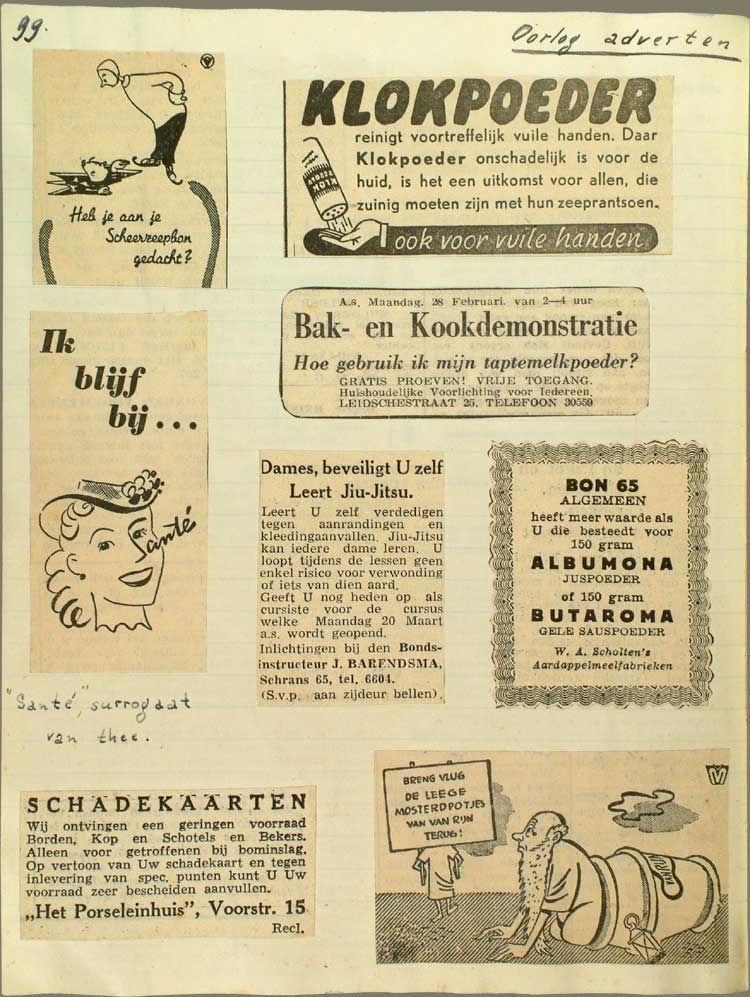 99.
Oorlog adverten
Heb je aan je
Scheerzeepbon
gedacht?
KLOKPOEDER
reinigt voortreffelijk vuile handen. Daar
Klokpoeder onschadelijk is voor de
huid, is het een uitkomst voor allen, die
zuinig moeten zijn met hun zeeprantsoen.
KLOK
POEDER
ook voor vuile handen
A.s. Maandag, 28 Februari. van 2—4 uur
Bak- en Kookdemonstratie
Hoe gebruik ik mijn taptemelkpoeder?
GRATIS PROEVEN! VRIJE TOEGANG.
Huishoudelijke Voorlichting voor Iedereen
LEIDSCHESTRAAT 25. TELEFOON 30559
Ik
blijf
bij...
Santé
"Santé", surrogaat
van thee.
Dames, beveiligt U zelf
Leert Jiu-Jitsu.
Leert U zelf verdedigen
tegen aanrandingen en
kleedingaanvallen. Jiu-Jitsu
kan iedere dame leren. U
loopt tijdens de lessen geen
enkel risico voor verwonding
of iets van dien aard.
Geeft U nog heden op als
cursiste voor de cursus
welke Maandag 20 Maart
a.s. wordt geopend.
Inlichtingen bij den Bonds-
instructeur J. BARENDSMA,
Schrans 65, tel. 6604.
(S.v.p. aan zijdeur bellen).
BON 65
ALGEMEEN
heeft meer waarde als
U die besteedt voor
150 gram
ALBUMONA
JUSPOEDER
of 150 gram
BUTAROMA
GELE SAUSPOEDER
W. A. Scholten's
Aardappelmeelfabrieken
SCHADEKAARTEN
Wij ontvingen een geringen voorraad
Borden, Kop en Schotels en Bekers.
Alleen voor getroffenen bij bominslag.
Op vertoon van Uw schadekaart en tegen
inlevering van spec. punten kunt U Uw
voorraad zeer bescheiden aanvullen.
„Het Porseleinhuis", Voorstr. 15
Recl.
BRENG VLUG
DE LEEGE
MOSTERDPOTJES
VAN VAN RIJN
TERUG!